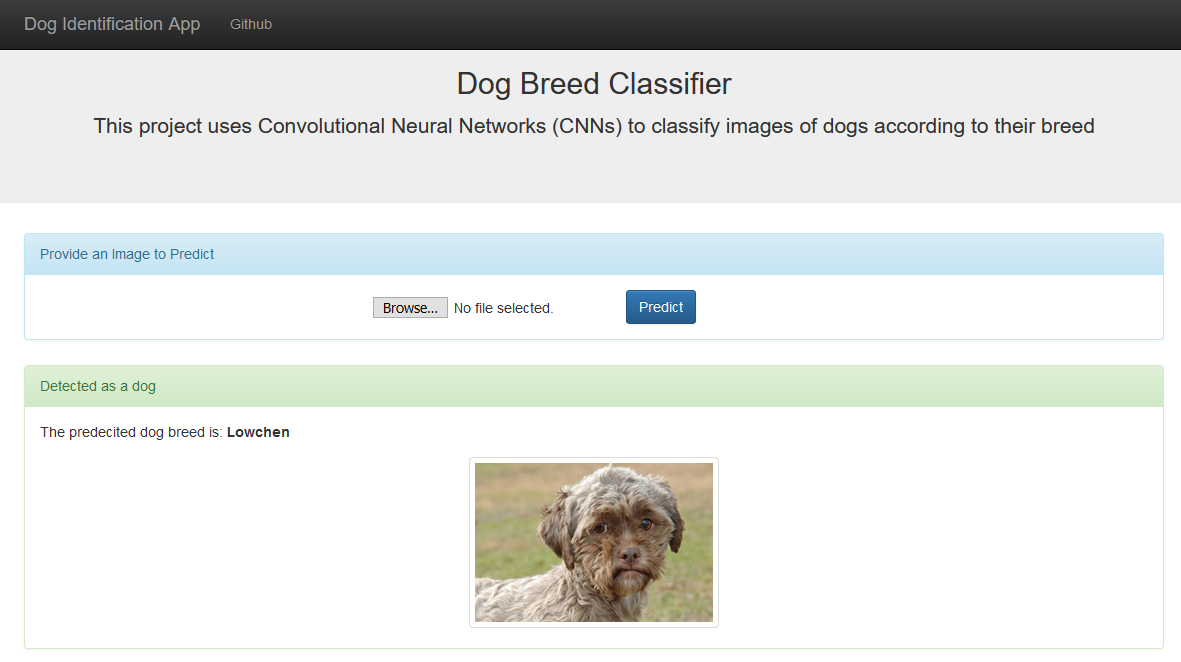 Dog Identification App Github
Dog Breed Classifier
This project uses Convolutional Neural Networks (CNNs) to classify images of dogs according to their breed
Provide an Image to Predict
Browse... No file selected. Predict
Detected as a dog
The predecited dog breed is: Lowchen